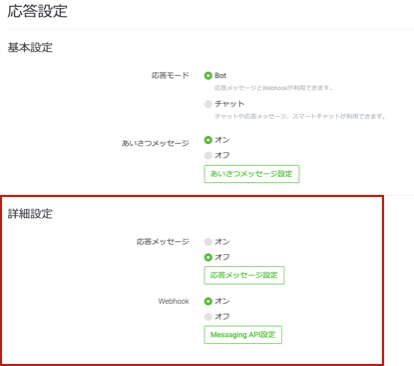 応答設定
基本設定
応答モード
Bot
応答メッセージとWebhookが利用できます。
チャット
チャットや応答メッセージ、スマートチャットが利用できます。
あいさつメッセージ
オン
オフ
あいさつメッセージ設定
詳細設定
応答メッセージ
オン
オフ
応答メッセージ設定
Webhook
オン
オフ
Messaging API設定